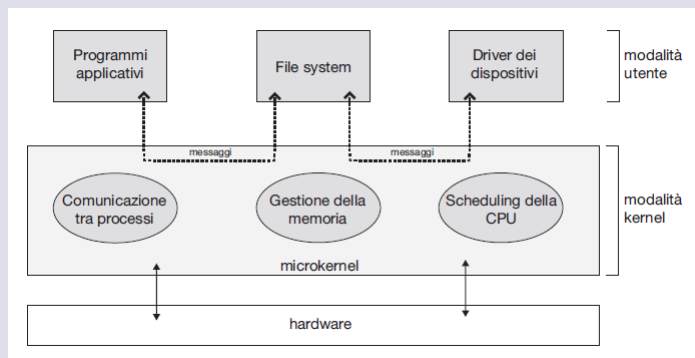 Programmi
applicativi
File system
Driver dei
dispositivi
modalità
utente
messaggi
messaggi
Comunicazione
tra processi
Gestione della
memoria
Scheduling della
CPU
modalità
kernel
microkernel
hardware